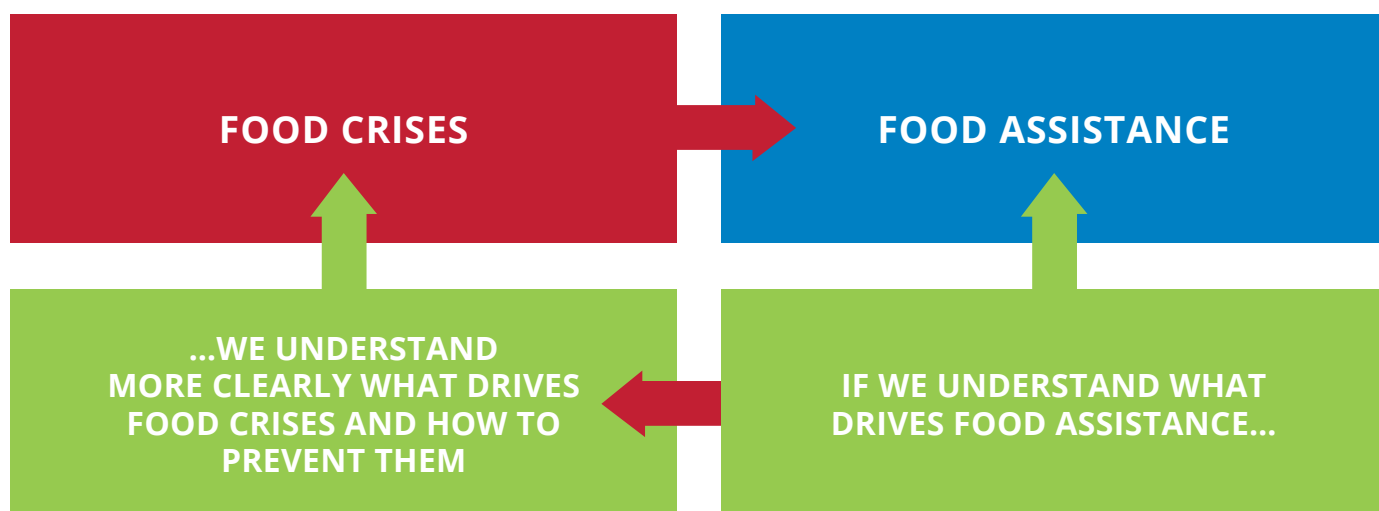 FOOD CRISES
FOOD ASSISTANCE
...WE UNDERSTAND
MORE CLEARLY WHAT DRIVES
FOOD CRISES AND HOW TO
PREVENT THEM
IF WE UNDERSTAND WHAT
DRIVES FOOD ASSISTANCE...